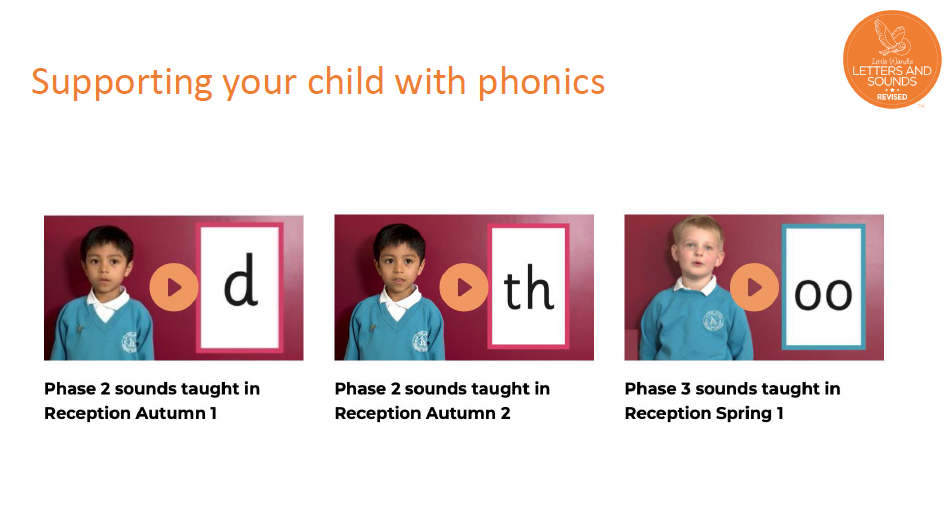 Supporting your child with phonics
Little Wandle
LETTERS AND
SOUNDS
REVISED
TM
d
th
oo
Phase 2 sounds taught in
Reception Autumn 1
Phase 2 sounds taught in
Reception Autumn 2
Phase 3 sounds taught in
Reception Spring 1